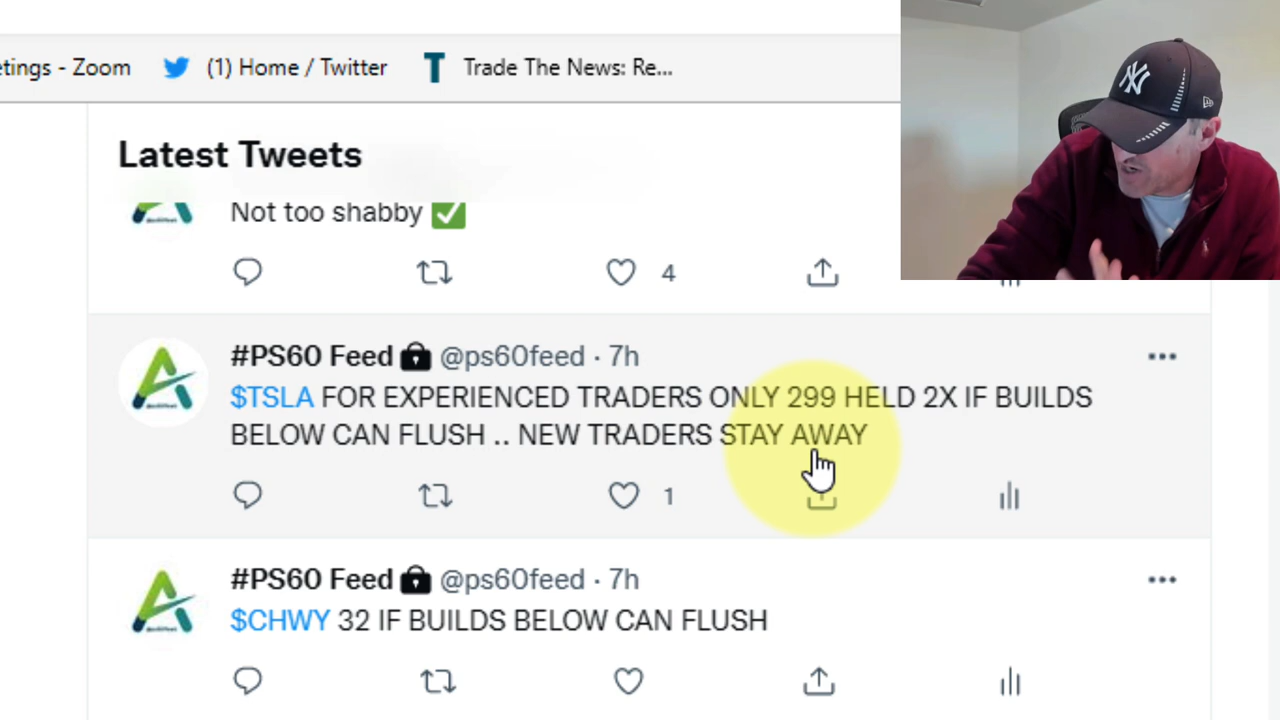 etings - Zoom (1) Home / Twitter Trade The News: Re...
Latest Tweets
Not too shabby ✅
4
#PS60 Feed 🔒 @ps60feed · 7h
$TSLA FOR EXPERIENCED TRADERS ONLY 299 HELD 2X IF BUILDS
BELOW CAN FLUSH .. NEW TRADERS STAY AWAY
1
#PS60 Feed 🔒 @ps60feed · 7h
$CHWY 32 IF BUILDS BELOW CAN FLUSH
NY